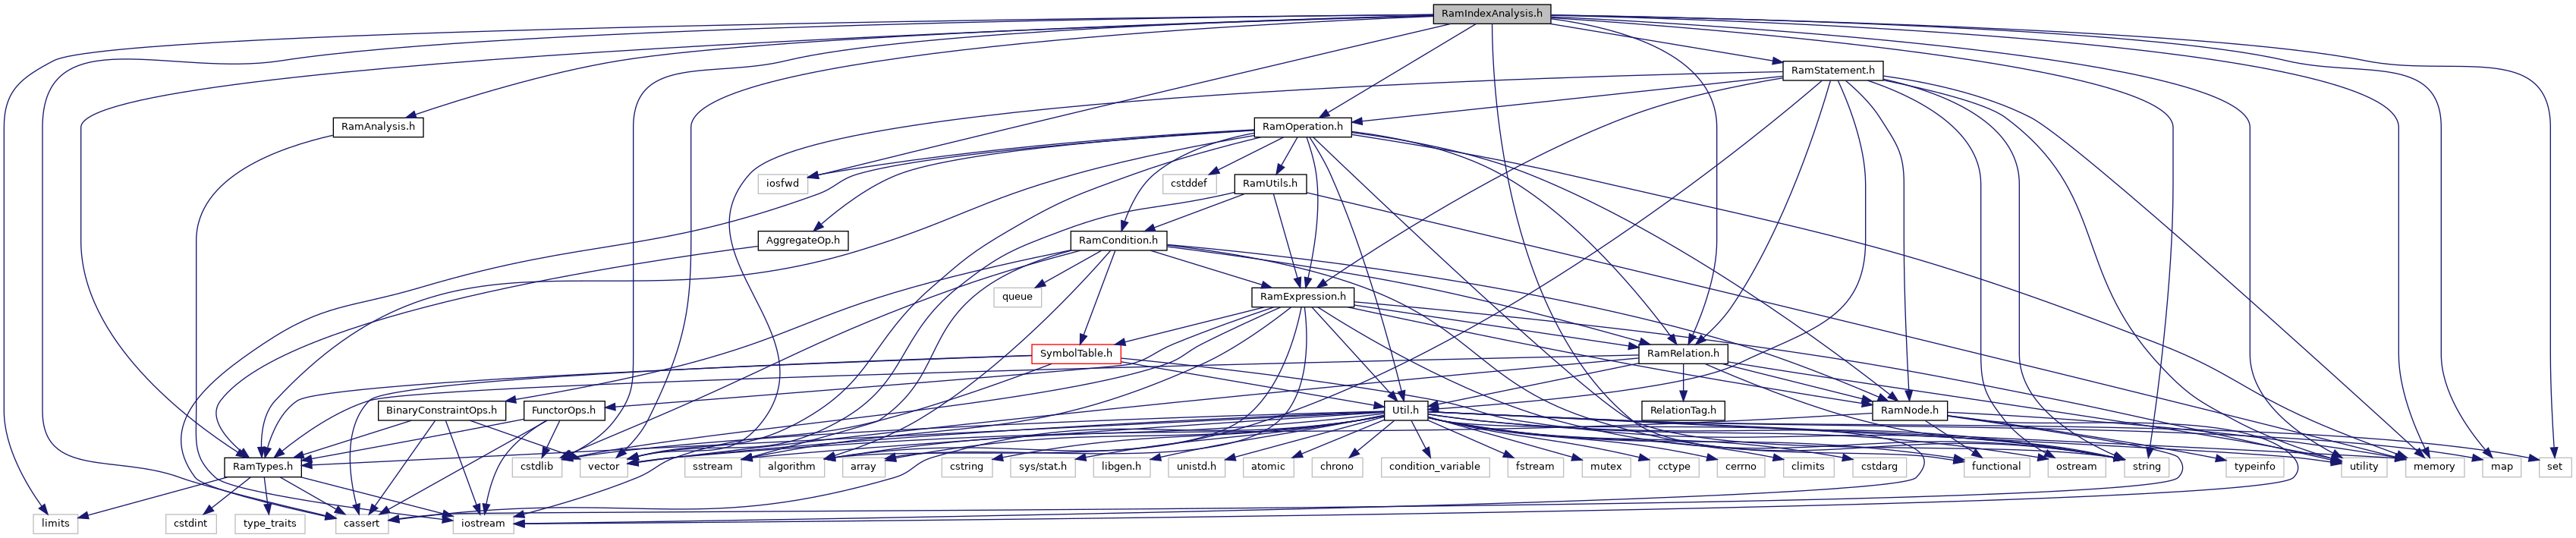 RamIndexAnalysis.h
RamStatement.h
RamAnalysis.h
RamOperation.h
iosfwd
cstddef
RamUtils.h
AggregateOp.h
RamCondition.h
queue
RamExpression.h
SymbolTable.h
RamRelation.h
BinaryConstraintOps.h
FunctorOps.h
Util.h
RelationTag.h
RamNode.h
RamTypes.h
cstdlib
vector
sstream
algorithm
array
cstring
sys/stat.h
libgen.h
unistd.h
atomic
chrono
condition_variable
fstream
mutex
cctype
cerrno
climits
cstdarg
functional
ostream
string
typeinfo
utility
memory
map
set
limits
cstdint
type_traits
cassert
iostream